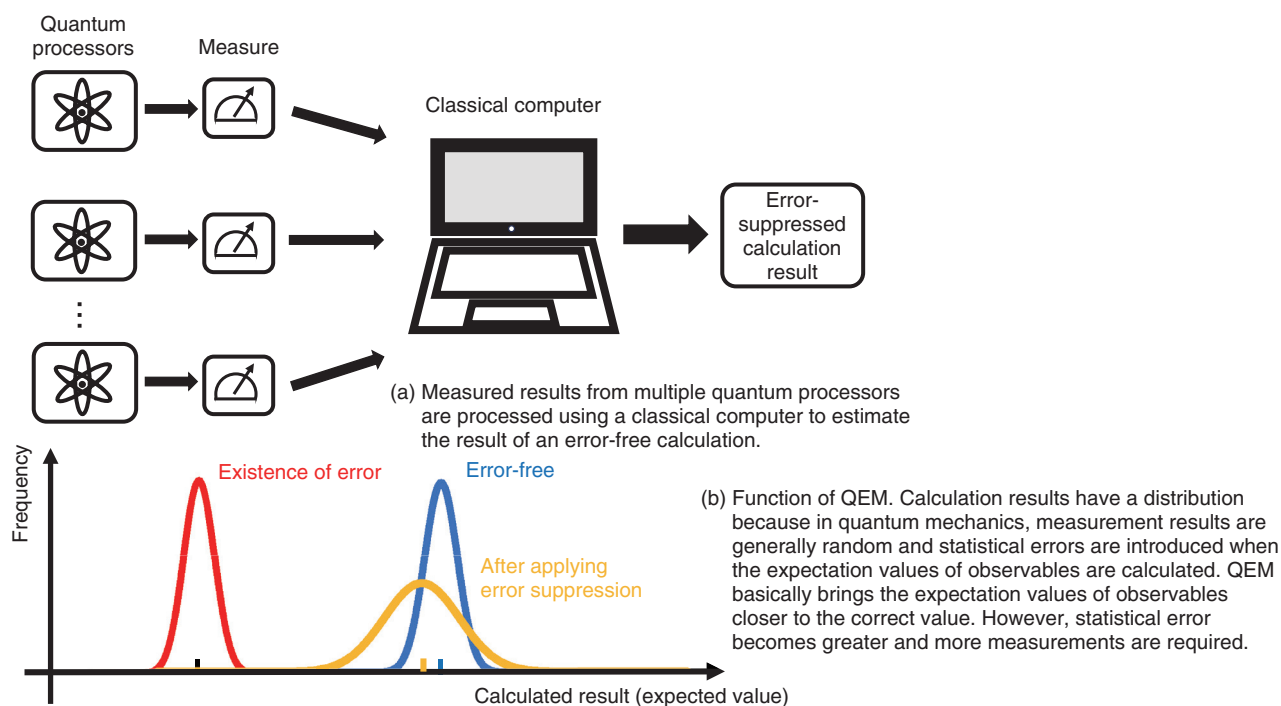 Quantum
processors
Measure
Classical computer
Error-
suppressed
calculation
result
⋮
(a) Measured results from multiple quantum processors
are processed using a classical computer to estimate
the result of an error-free calculation.
Frequency
Existence of error
Error-free
After applying
error suppression
Calculated result (expected value)
(b) Function of QEM. Calculation results have a distribution
because in quantum mechanics, measurement results are
generally random and statistical errors are introduced when
the expectation values of observables are calculated. QEM
basically brings the expectation values of observables
closer to the correct value. However, statistical error
becomes greater and more measurements are required.